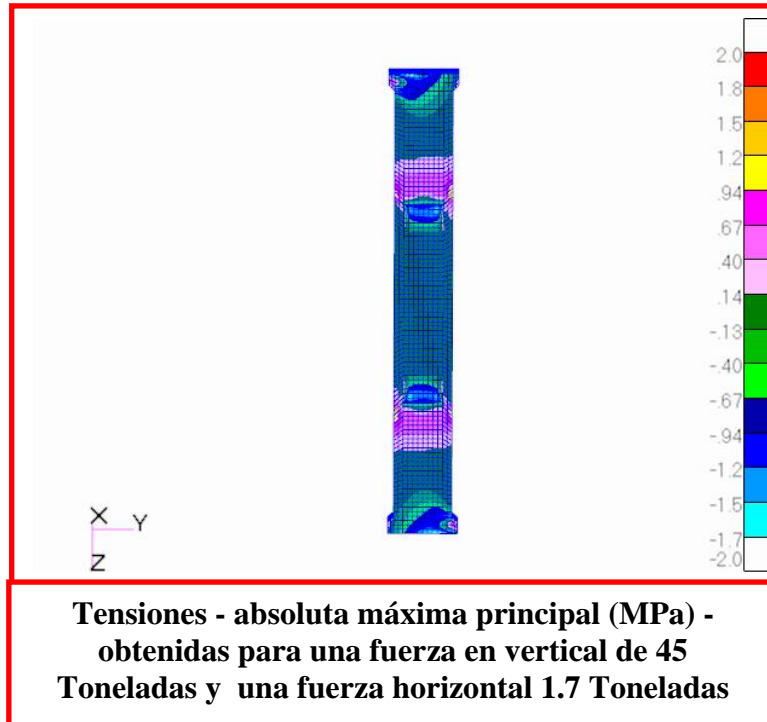 2.0
1.8
1.5
1.2
.94
.67
.40
.14
-.13
-.40
-.67
-.94
-1.2
-1.5
-1.7
-2.0
X
Y
Z
Tensiones - absoluta máxima principal (MPa) -
obtenidas para una fuerza en vertical de 45
Toneladas y una fuerza horizontal 1.7 Toneladas